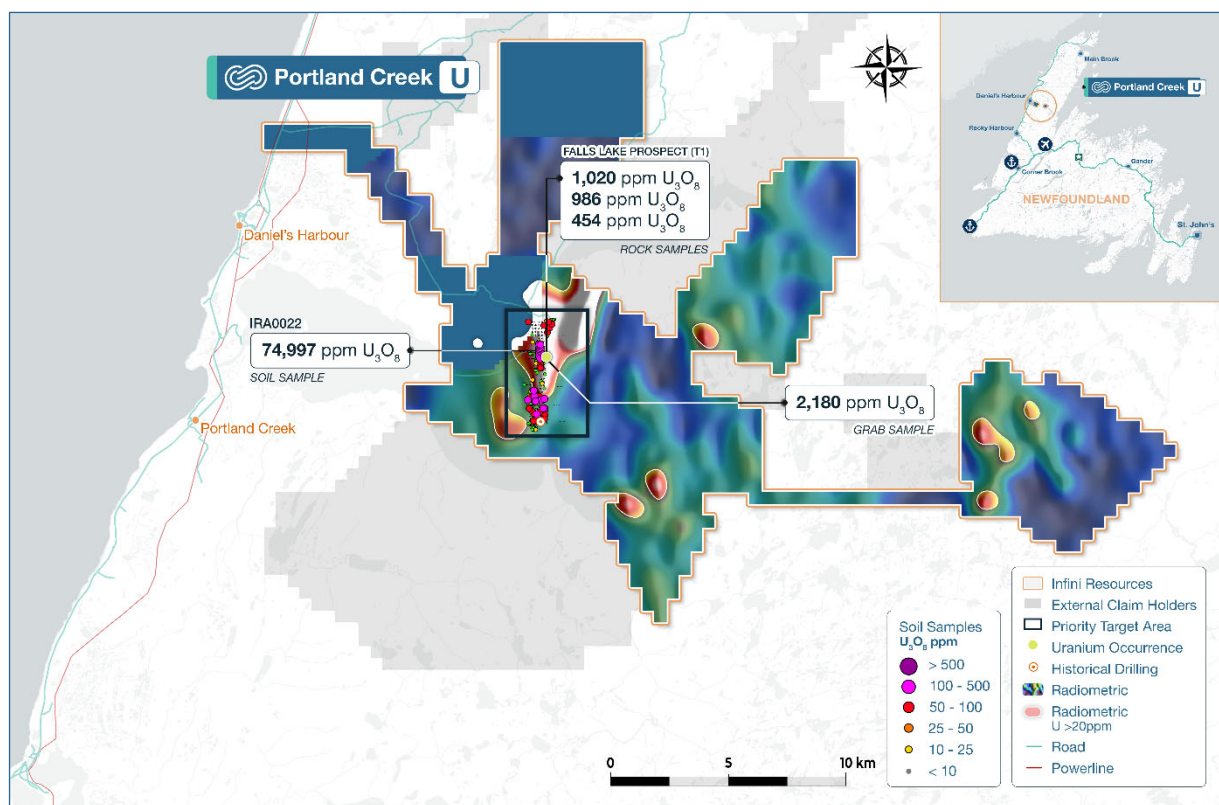 Portland Creek U
FALLS LAKE PROSPECT (T1)
1,020 ppm U₃O₈
986 ppm U₃O₈
454 ppm U₃O₈
ROCK SAMPLES
Daniel's Harbour
IRA0022
74,997 ppm U₃O₈
SOIL SAMPLE
Portland Creek
2,180 ppm U₃O₈
GRAB SAMPLE
Main Brook
Portland Creek U
Daniel's Harbour
Rocky Harbour
Corner Brook
Gander
NEWFOUNDLAND
St. John's
Soil Samples
U₃O₈ ppm
> 500
100 - 500
50 - 100
25 - 50
10 - 25
< 10
Infini Resources
External Claim Holders
Priority Target Area
Uranium Occurrence
Historical Drilling
Radiometric
Radiometric
U >20ppm
Road
Powerline
0 5 10 km